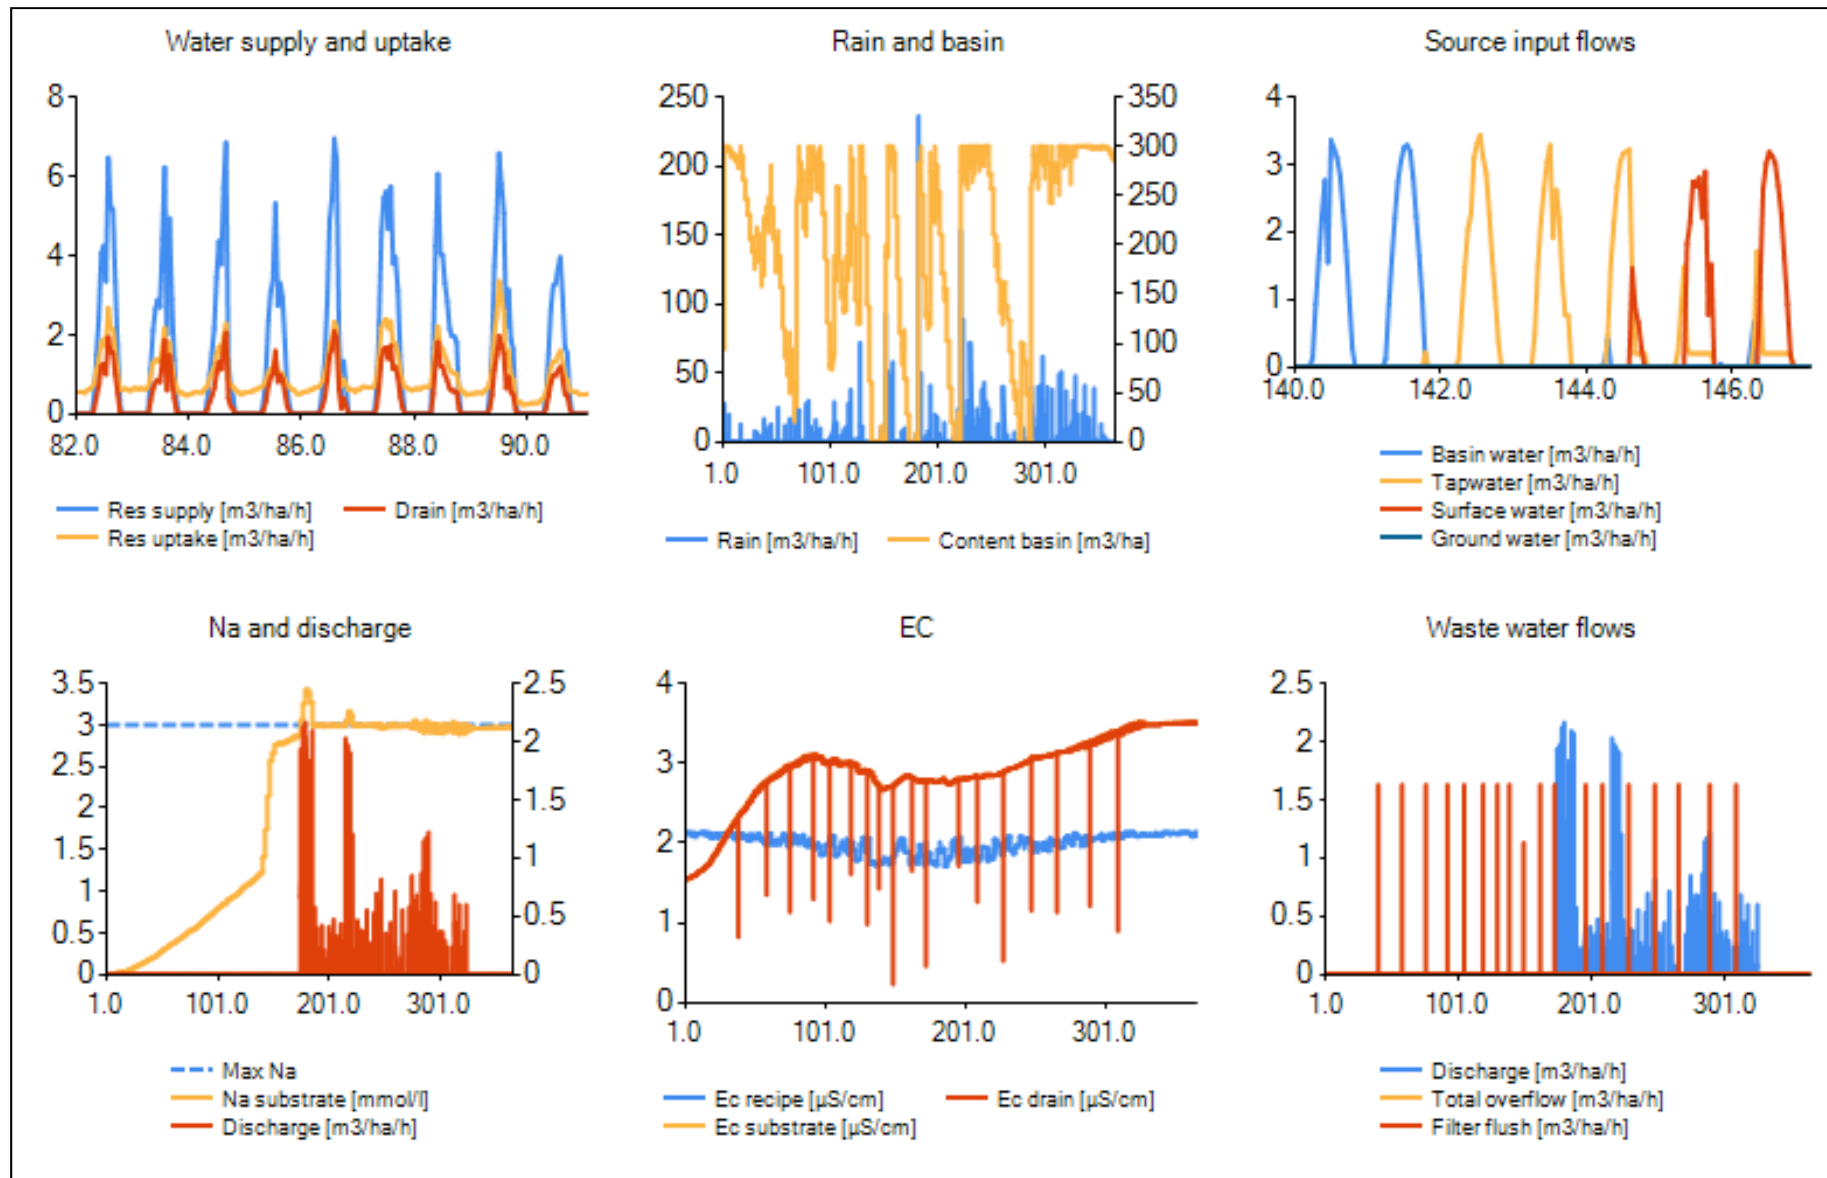 Water supply and uptake
8
6
4
2
0
82.0 84.0 86.0 88.0 90.0
Res supply [m3/ha/h] Drain [m3/ha/h]
Res uptake [m3/ha/h]
Rain and basin
250 350
200 300
150 250
100 200
50 150
0 100
50
0
1.0 101.0 201.0 301.0
Rain [m3/ha/h] Content basin [m3/ha]
Source input flows
4
3
2
1
0
140.0 142.0 144.0 146.0
Basin water [m3/ha/h]
Tapwater [m3/ha/h]
Surface water [m3/ha/h]
Ground water [m3/ha/h]
Na and discharge
3.5 2.5
3 2
2.5 1.5
2 1
1.5 0.5
1 0
0.5
0
1.0 101.0 201.0 301.0
Max Na
Na substrate [mmol/l]
Discharge [m3/ha/h]
EC
4
3
2
1
0
1.0 101.0 201.0 301.0
Ec recipe [µS/cm] Ec drain [µS/cm]
Ec substrate [µS/cm]
Waste water flows
2.5
2
1.5
1
0.5
0
1.0 101.0 201.0 301.0
Discharge [m3/ha/h]
Total overflow [m3/ha/h]
Filter flush [m3/ha/h]